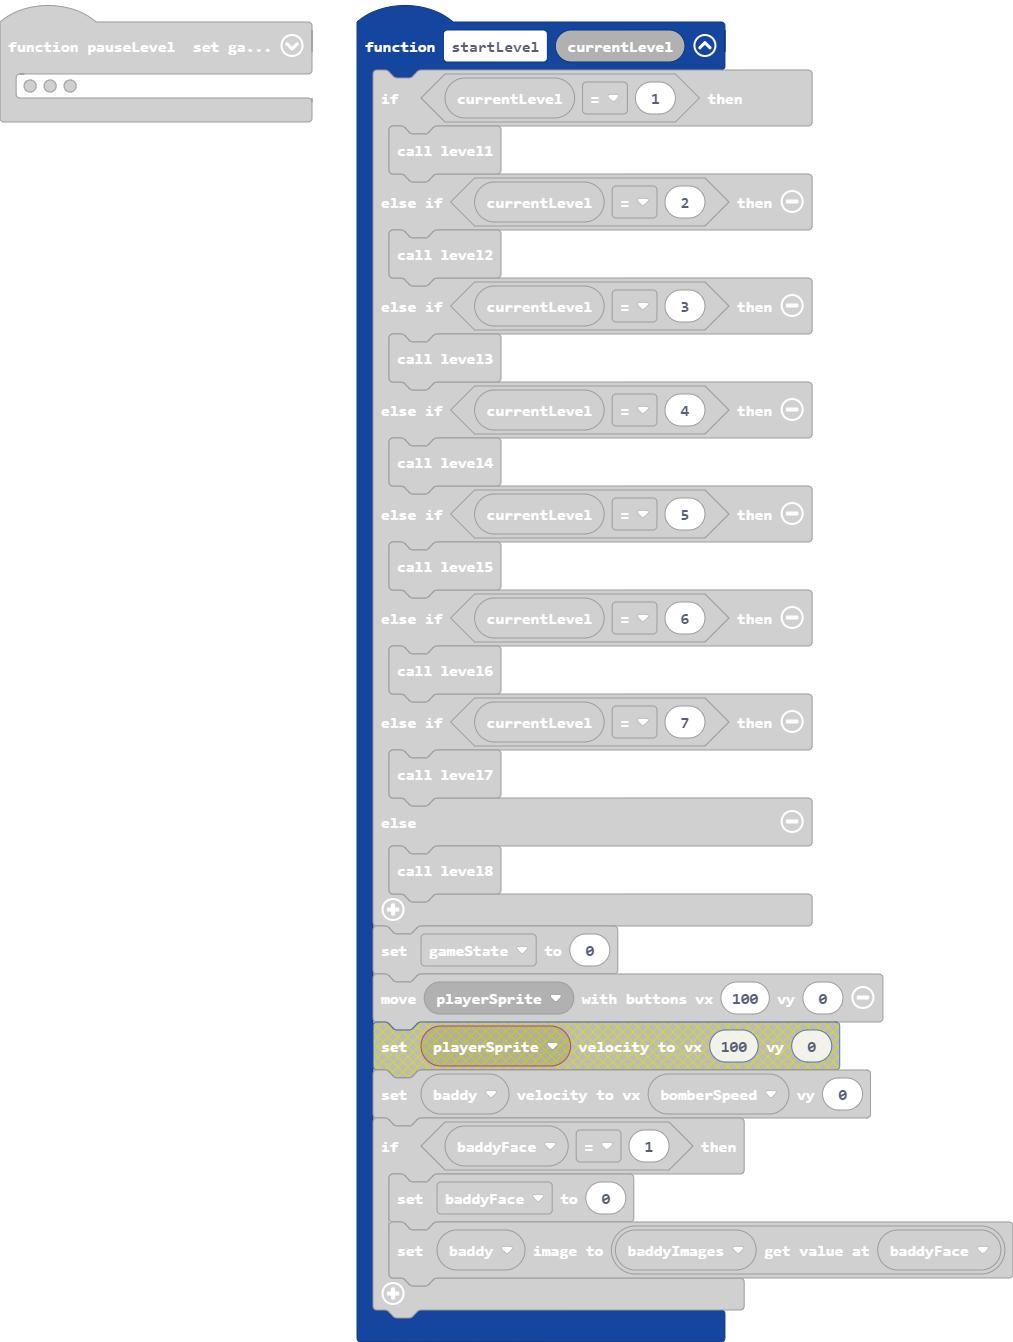 function pauseLevel set ga...
function startLevel currentLevel
if currentLevel = 1 then
call level1
else if currentLevel = 2 then
call level2
else if currentLevel = 3 then
call level3
else if currentLevel = 4 then
call level4
else if currentLevel = 5 then
call level5
else if currentLevel = 6 then
call level6
else if currentLevel = 7 then
call level7
else
call level8
set gameState to 0
move playerSprite with buttons vx 100 vy 0
set playerSprite velocity to vx 100 vy 0
set baddy velocity to vx bomberSpeed vy 0
if baddyFace = 1 then
set baddyFace to 0
set baddy image to baddyImages get value at baddyFace